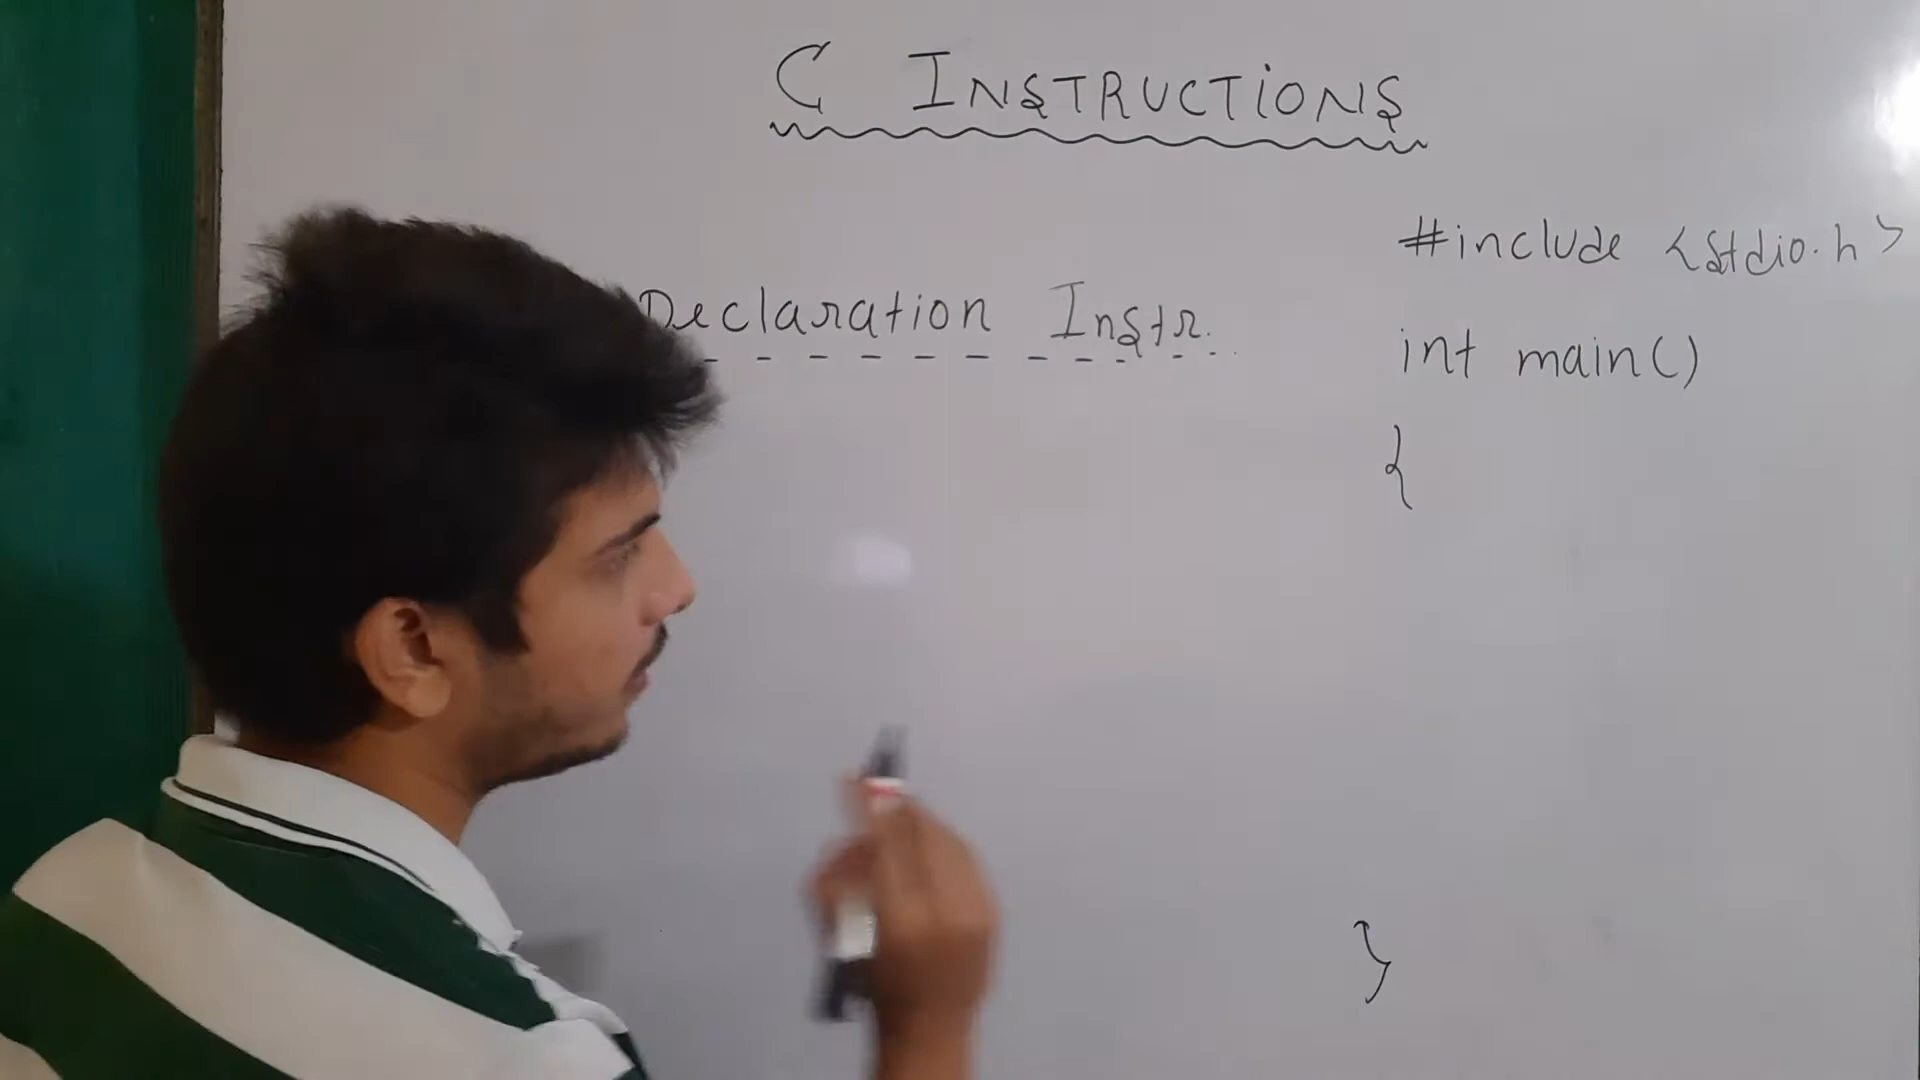 C INSTRUCTIONS
Declaration Instr.
#include <stdio.h>
int main()
{
}